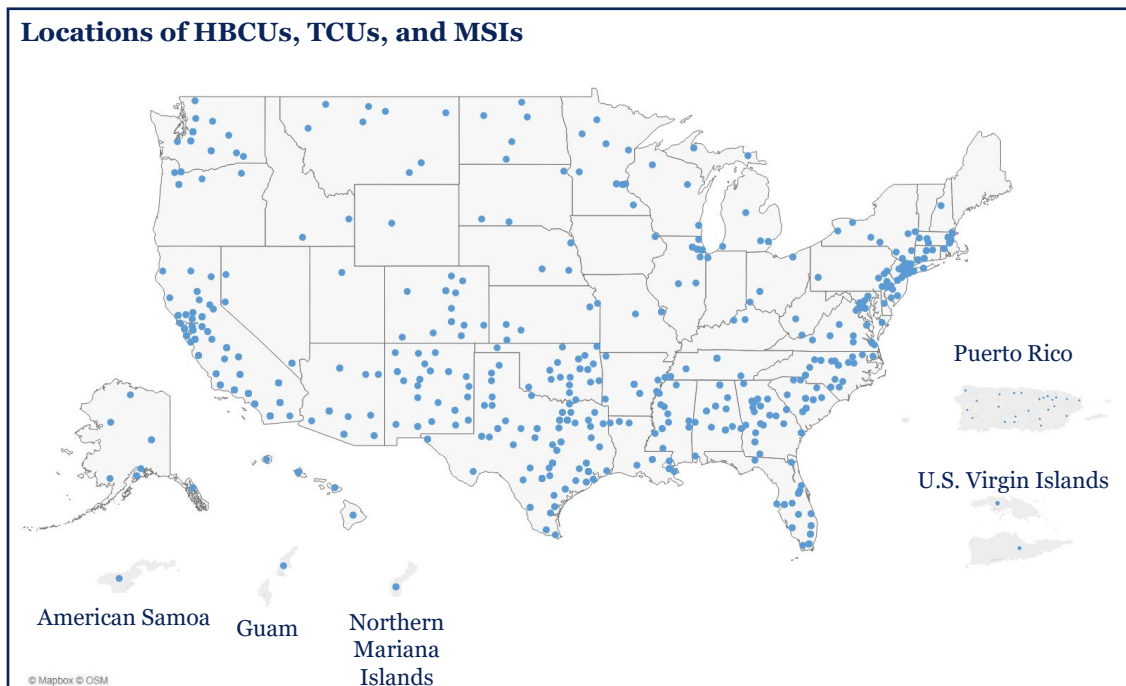 Locations of HBCUs, TCUs, and MSIs
Puerto Rico
U.S. Virgin Islands
American Samoa
Guam
Northern
Mariana
Islands
© Mapbox © OSM